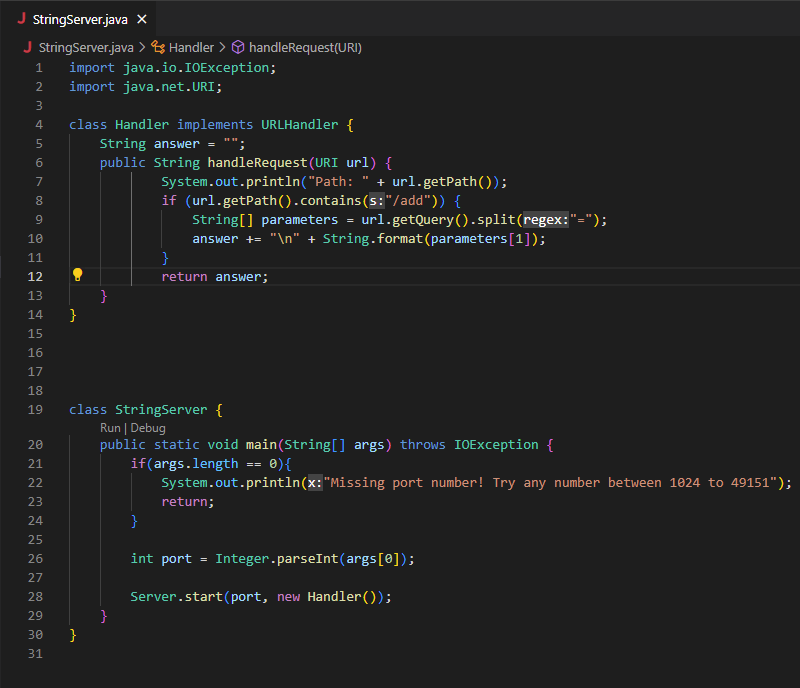 J StringServer.java ×
J StringServer.java > Handler > handleRequest(URI)
1 import java.io.IOException;
2 import java.net.URI;
3
4 class Handler implements URLHandler {
5 String answer = "";
6 public String handleRequest(URI url) {
7 System.out.println("Path: " + url.getPath());
8 if (url.getPath().contains(s:"/add")) {
9 String[] parameters = url.getQuery().split(regex:"=");
10 answer += "\n" + String.format(parameters[1]);
11 }
12 return answer;
13 }
14 }
15
16
17
18
19 class StringServer {
Run | Debug
20 public static void main(String[] args) throws IOException {
21 if(args.length == 0){
22 System.out.println(x:"Missing port number! Try any number between 1024 to 49151");
23 return;
24 }
25
26 int port = Integer.parseInt(args[0]);
27
28 Server.start(port, new Handler());
29 }
30 }
31